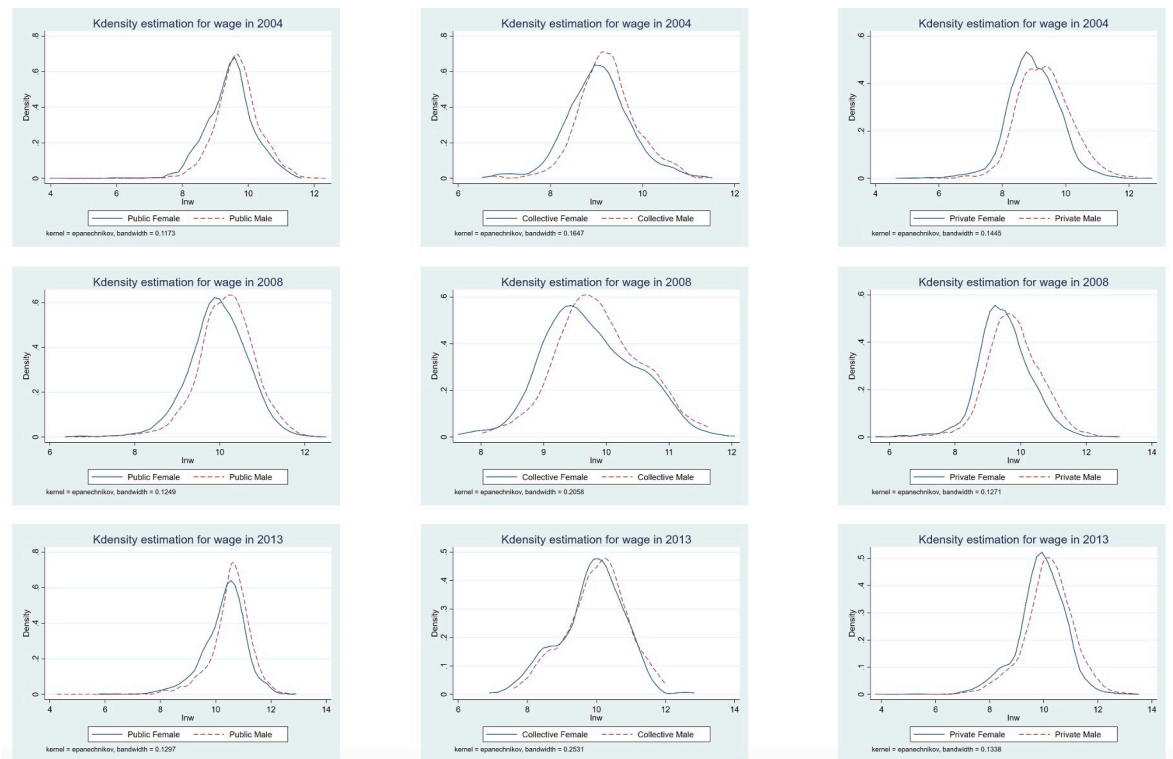 Kdensity estimation for wage in 2004
Density
0 .2 .4 .6 .8
4 6 8 10 12
lnw
Public Female Public Male
kernel = epanechnikov, bandwidth = 0.1173
Kdensity estimation for wage in 2004
Density
0 .2 .4 .6 .8
6 8 10 12
lnw
Collective Female Collective Male
kernel = epanechnikov, bandwidth = 0.1647
Kdensity estimation for wage in 2004
Density
0 .2 .4 .6
4 6 8 10 12
lnw
Private Female Private Male
kernel = epanechnikov, bandwidth = 0.1445
Kdensity estimation for wage in 2008
Density
0 .2 .4 .6
6 8 10 12
lnw
Public Female Public Male
kernel = epanechnikov, bandwidth = 0.1249
Kdensity estimation for wage in 2008
Density
0 .2 .4 .6
8 9 10 11 12
lnw
Collective Female Collective Male
kernel = epanechnikov, bandwidth = 0.2058
Kdensity estimation for wage in 2008
Density
0 .2 .4 .6
6 8 10 12 14
lnw
Private Female Private Male
kernel = epanechnikov, bandwidth = 0.1271
Kdensity estimation for wage in 2013
Density
0 .2 .4 .6 .8
4 6 8 10 12 14
lnw
Public Female Public Male
kernel = epanechnikov, bandwidth = 0.1297
Kdensity estimation for wage in 2013
Density
0 .1 .2 .3 .4 .5
6 8 10 12 14
lnw
Collective Female Collective Male
kernel = epanechnikov, bandwidth = 0.2531
Kdensity estimation for wage in 2013
Density
0 .1 .2 .3 .4 .5
4 6 8 10 12 14
lnw
Private Female Private Male
kernel = epanechnikov, bandwidth = 0.1338